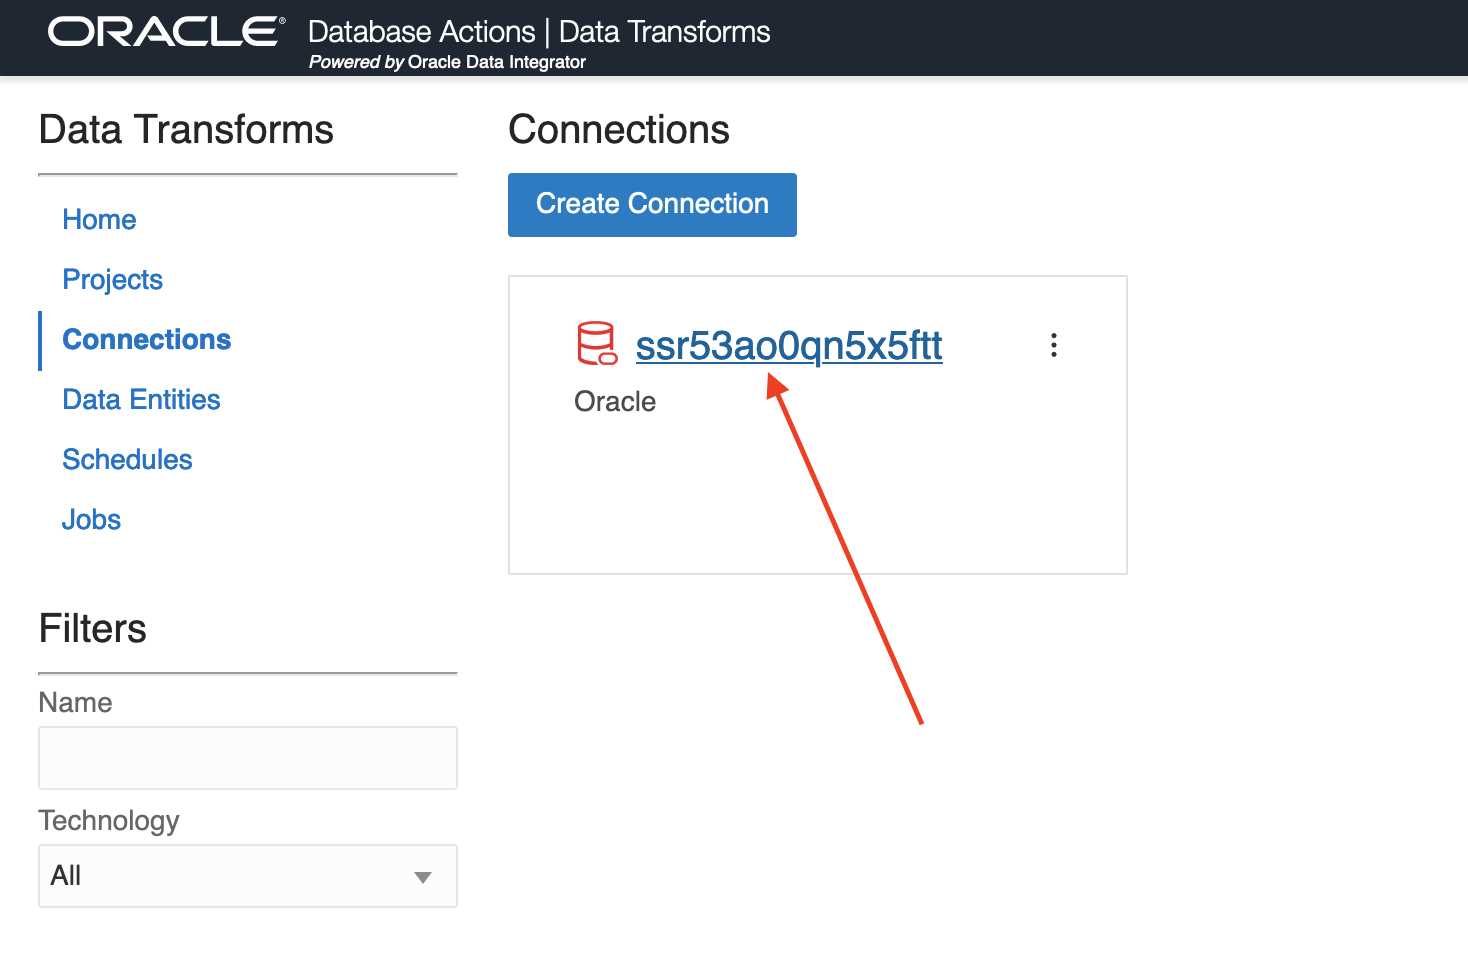 ORACLE® Database Actions | Data Transforms
Powered by Oracle Data Integrator
Data Transforms
Home
Projects
Connections
Data Entities
Schedules
Jobs
Filters
Name
Technology
All
Connections
Create Connection
ssr53ao0qn5x5ftt
Oracle